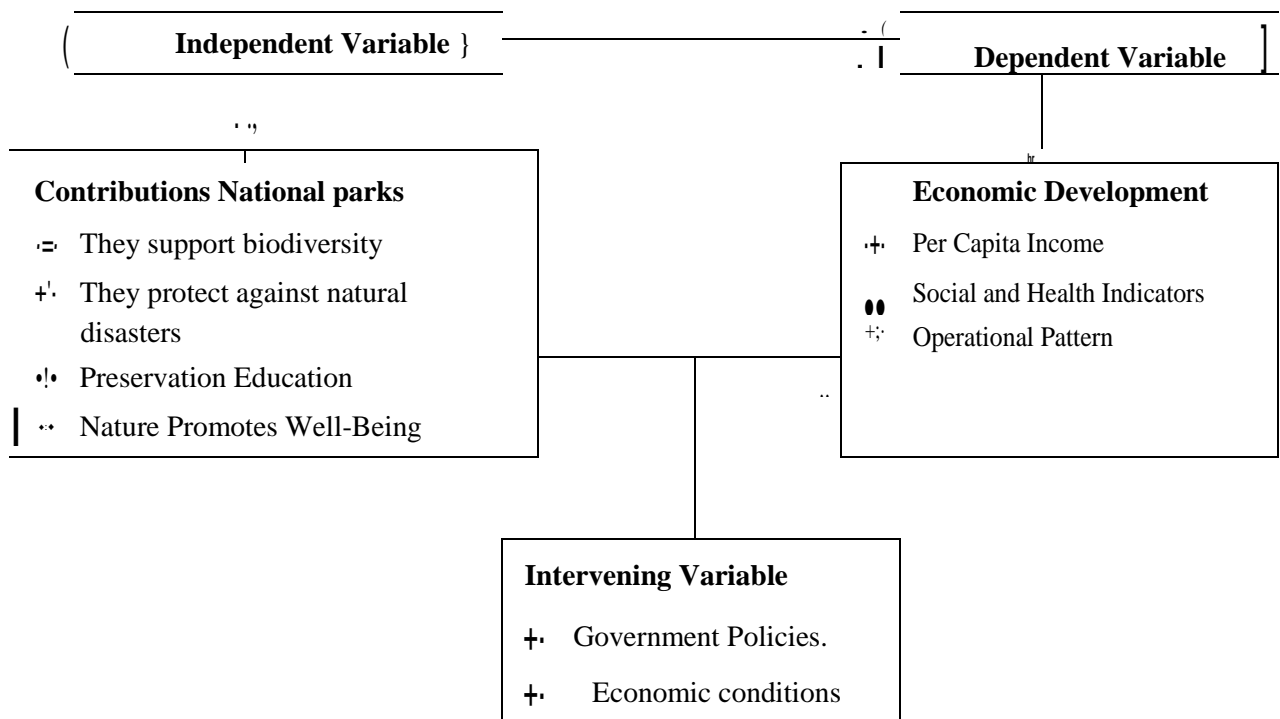 Independent Variable }
Dependent Variable
Contributions National parks
They support biodiversity
They protect against natural
disasters
Preservation Education
Nature Promotes Well-Being
Economic Development
Per Capita Income
Social and Health Indicators
Operational Pattern
Intervening Variable
Government Policies.
Economic conditions